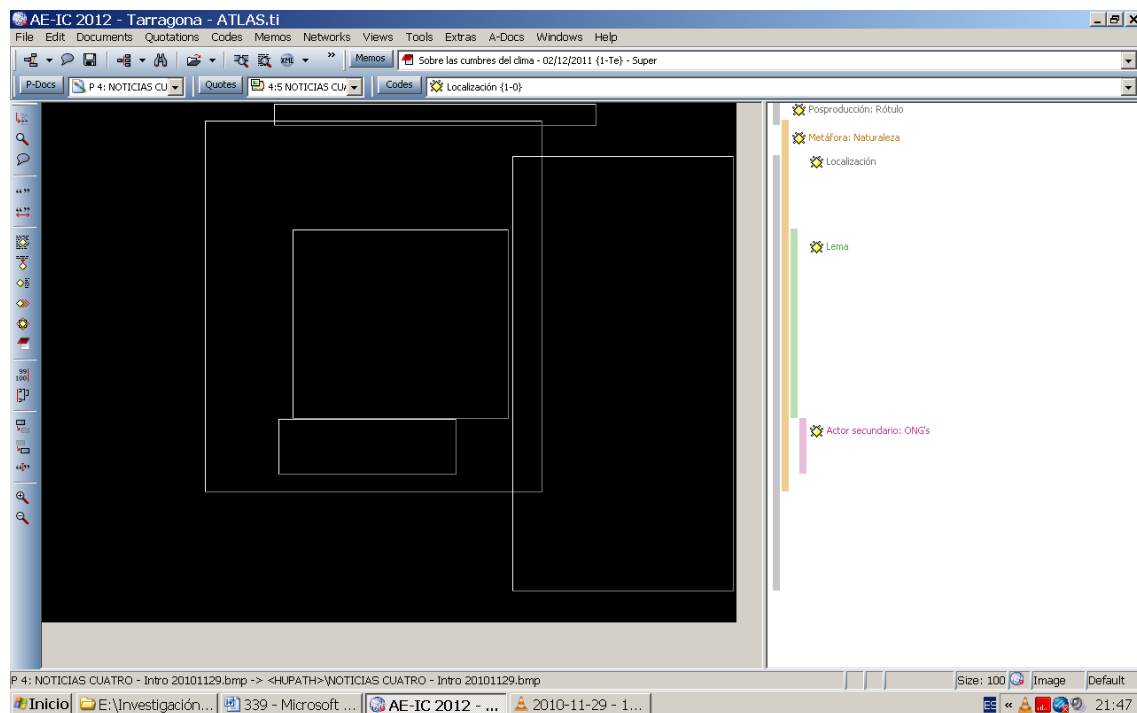 AE-IC 2012 - Tarragona - ATLAS.ti
File Edit Documents Quotations Codes Memos Networks Views Tools Extras A-Docs Windows Help
XML » Memos Sobre las cumbres del clima - 02/12/2011 {1-Te} - Super
P-Docs P 4: NOTICIAS CU Quotes 4:5 NOTICIAS CU Codes Localización {1-0}
Posproducción: Rótulo
Metáfora: Naturaleza
Localización
Lema
Actor secundario: ONG's
99
100
P 4: NOTICIAS CUATRO - Intro 20101129.bmp -> <HUPATH>\NOTICIAS CUATRO - Intro 20101129.bmp Size: 100 Image Default
Inicio E:\Investigación... 339 - Microsoft ... AE-IC 2012 - ... 2010-11-29 - 1... ES « 21:47